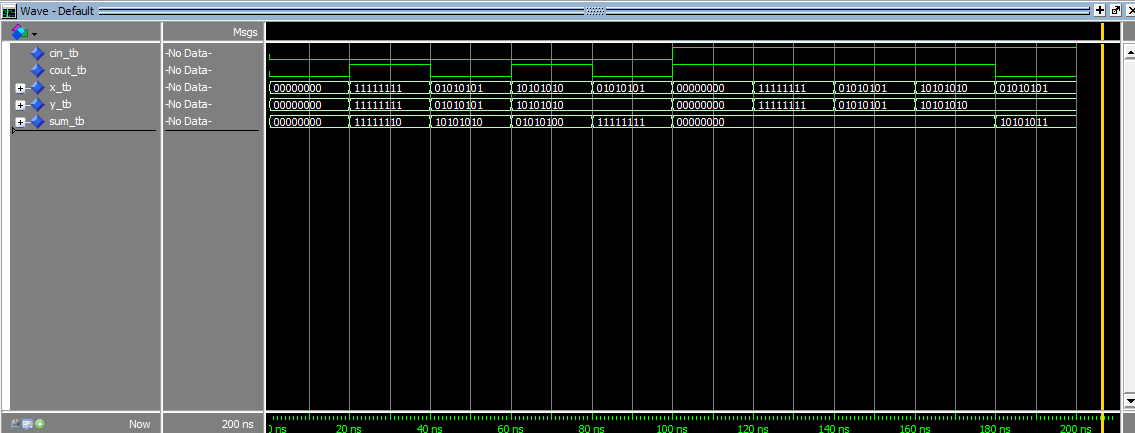 Wave - Default
Msgs
cin_tb -No Data-
cout_tb -No Data-
x_tb -No Data- 00000000 11111111 01010101 10101010 01010101 00000000 11111111 01010101 10101010 01010101
y_tb -No Data- 00000000 11111111 01010101 10101010 00000000 11111111 01010101 10101010
sum_tb -No Data- 00000000 11111110 10101010 01010100 11111111 00000000 10101011
Now 200 ns
ns 20 ns 40 ns 60 ns 80 ns 100 ns 120 ns 140 ns 160 ns 180 ns 200 ns